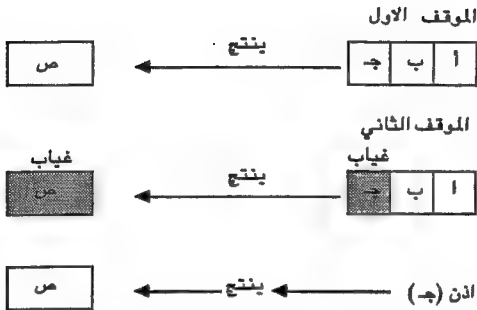 الموقف الاول
أ ب جـ ينتج ص
الموقف الثاني
غياب غياب
أ ب جـ ينتج ص
اذن (جـ) ينتج ص